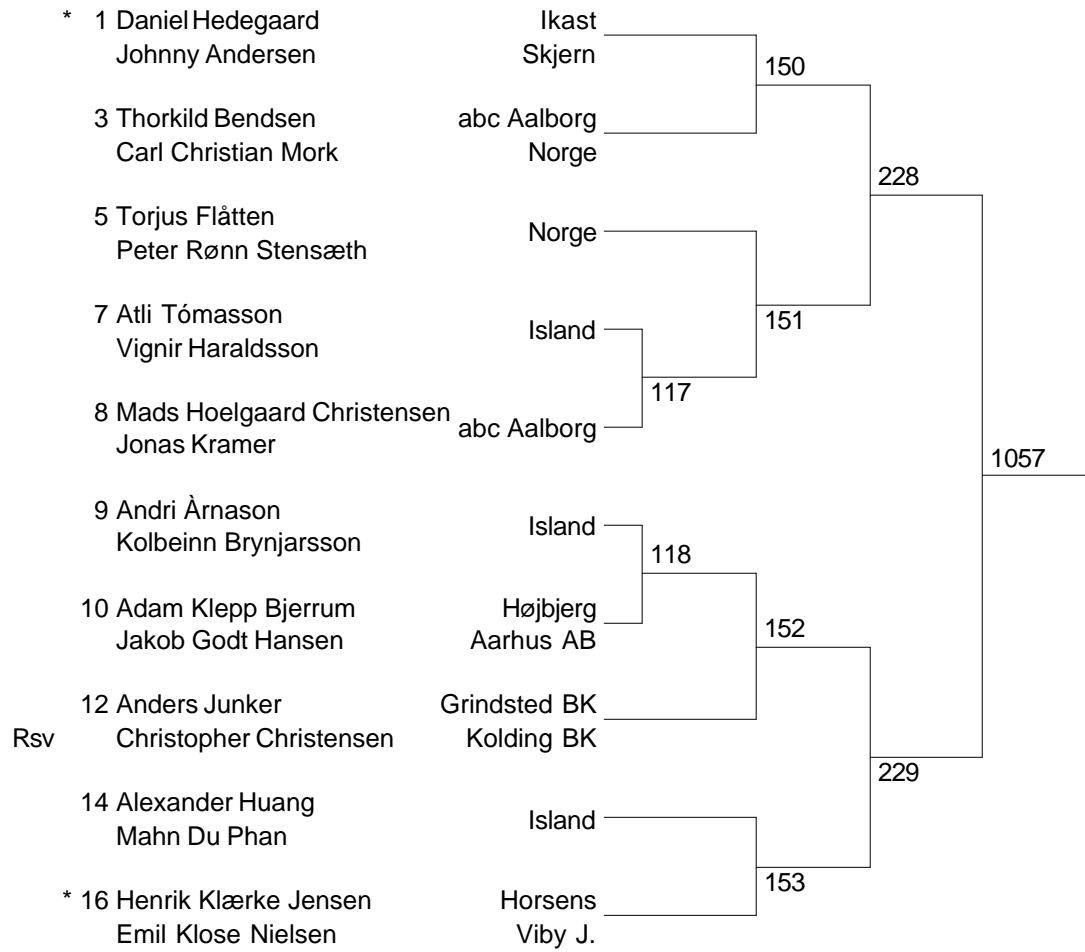 * 1 Daniel Hedegaard Ikast
Johnny Andersen Skjern
150
3 Thorkild Bendsen abc Aalborg
Carl Christian Mork Norge
228
5 Torjus Flåtten
Peter Rønn Stensæth Norge
7 Atli Tómasson
Vignir Haraldsson Island
151
117
8 Mads Hoelgaard Christensen
Jonas Kramer abc Aalborg
1057
9 Andri Àrnason
Kolbeinn Brynjarsson Island
118
10 Adam Klepp Bjerrum Højbjerg
Jakob Godt Hansen Aarhus AB
152
12 Anders Junker Grindsted BK
Rsv Christopher Christensen Kolding BK
229
14 Alexander Huang
Mahn Du Phan Island
153
* 16 Henrik Klærke Jensen Horsens
Emil Klose Nielsen Viby J.